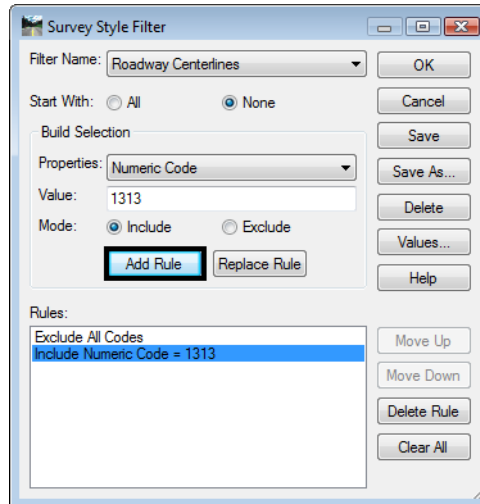 Survey Style Filter
Filter Name: Roadway Centerlines OK
Start With: All None Cancel
Build Selection Save
Properties: Numeric Code Save As...
Value: 1313 Delete
Mode: Include Exclude Values...
Add Rule Replace Rule Help
Rules:
Exclude All Codes Move Up
Include Numeric Code = 1313
Move Down
Delete Rule
Clear All